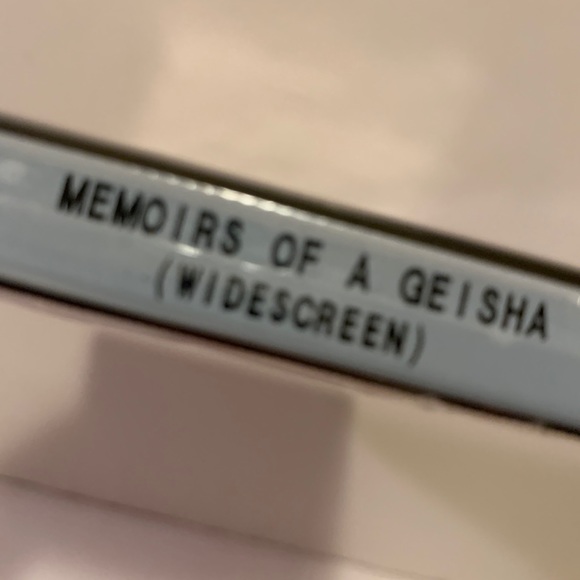 MEMOIRS OF A GEISHA
(WIDESCREEN)